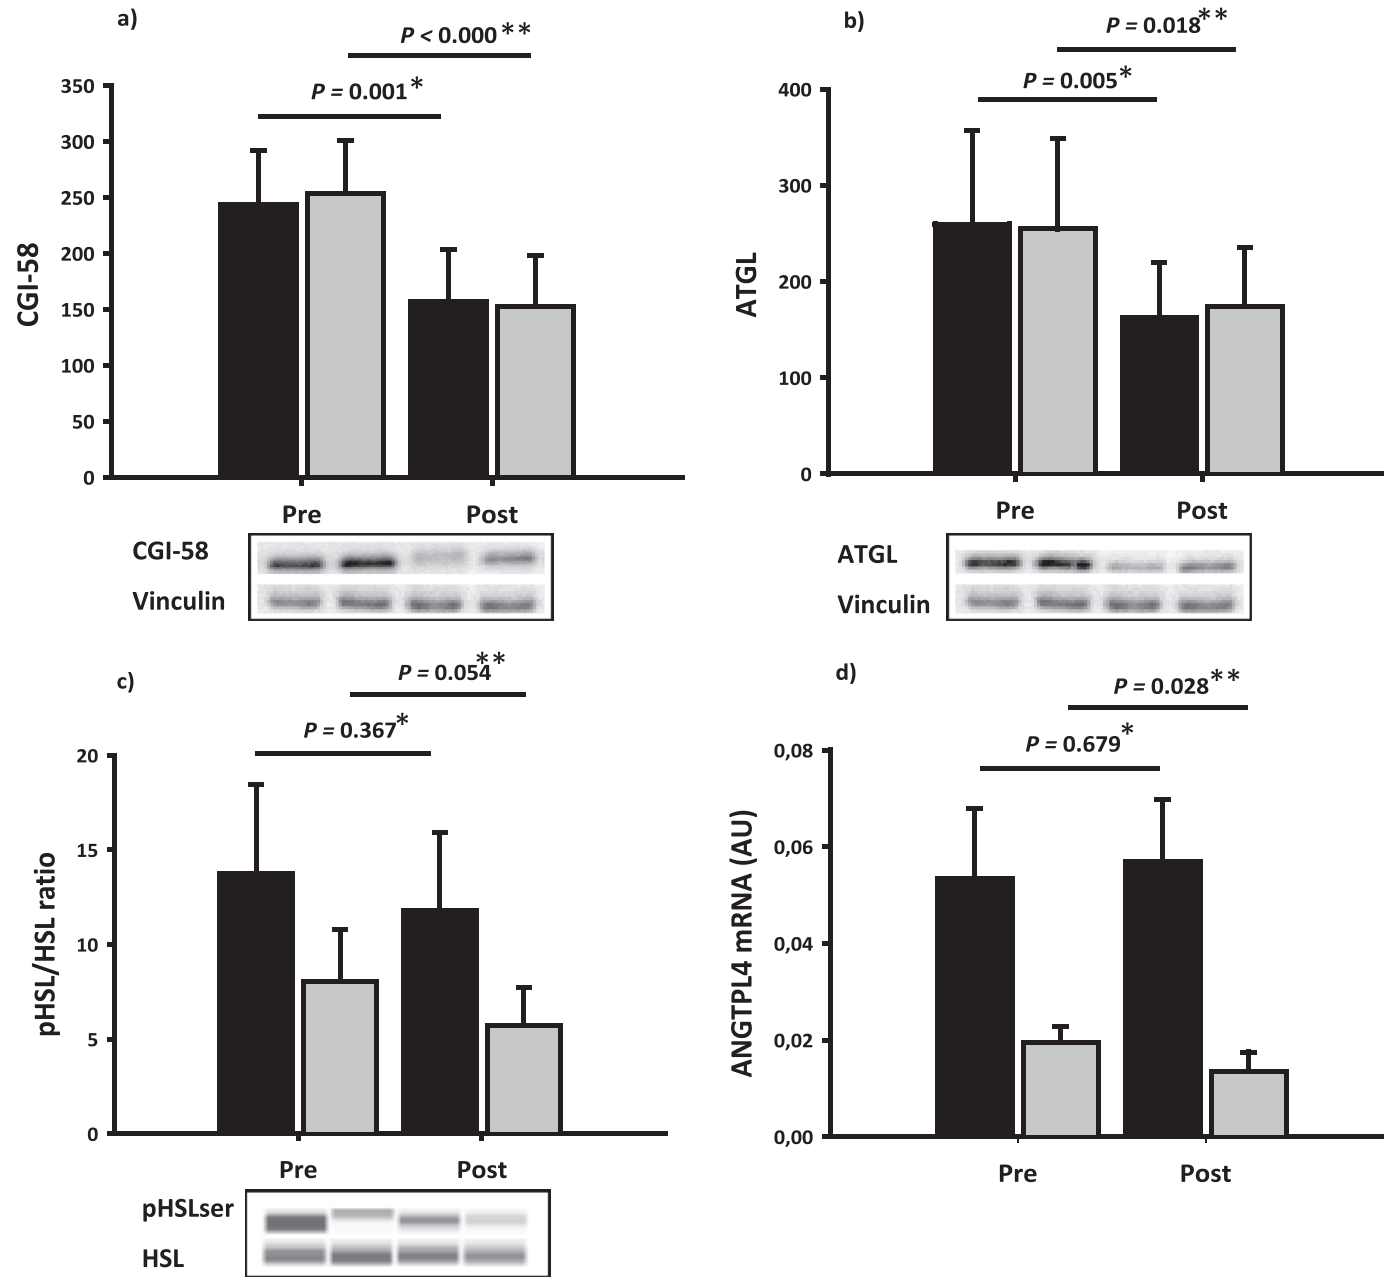 a)
P < 0.000**
P = 0.001*
350
300
250
200
150
100
50
0
CGI-58
Pre Post
CGI-58
Vinculin
b)
P = 0.018**
P = 0.005*
400
300
200
100
0
ATGL
Pre Post
ATGL
Vinculin
c)
P = 0.054**
P = 0.367*
20
15
10
5
0
pHSL/HSL ratio
Pre Post
pHSLser
HSL
d)
P = 0.028**
P = 0.679*
0,08
0,06
0,04
0,02
0,00
ANGTPL4 mRNA (AU)
Pre Post